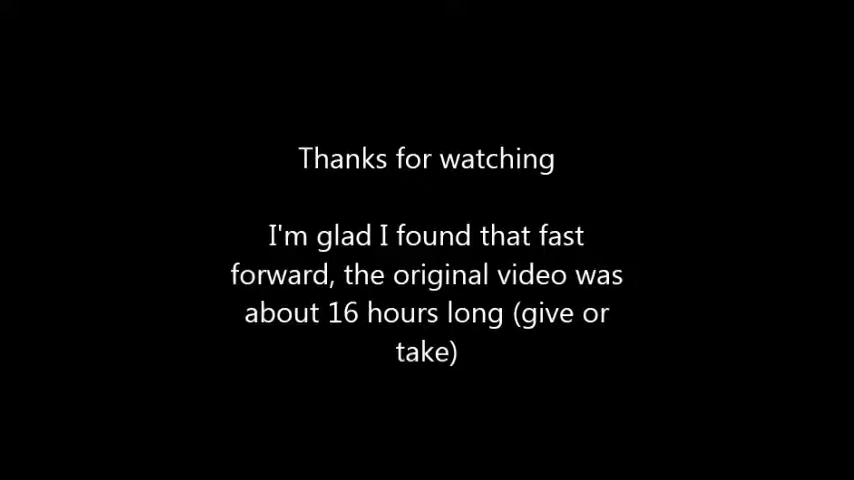 Thanks for watching
I'm glad I found that fast
forward, the original video was
about 16 hours long (give or
take)